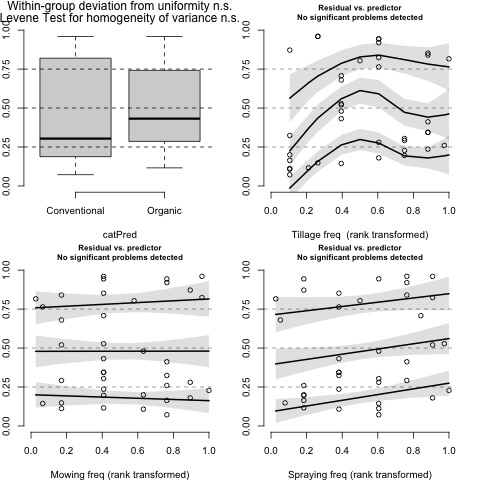 Within-group deviation from uniformity n.s.
Levene Test for homogeneity of variance n.s.
0.00 0.25 0.50 0.75 1.00
Conventional Organic
catPred
Residual vs. predictor
No significant problems detected
0.00 0.25 0.50 0.75 1.00
0.0 0.2 0.4 0.6 0.8 1.0
Tillage freq (rank transformed)
Residual vs. predictor
No significant problems detected
0.00 0.25 0.50 0.75 1.00
0.0 0.2 0.4 0.6 0.8 1.0
Mowing freq (rank transformed)
Residual vs. predictor
No significant problems detected
0.00 0.25 0.50 0.75 1.00
0.0 0.2 0.4 0.6 0.8 1.0
Spraying freq (rank transformed)